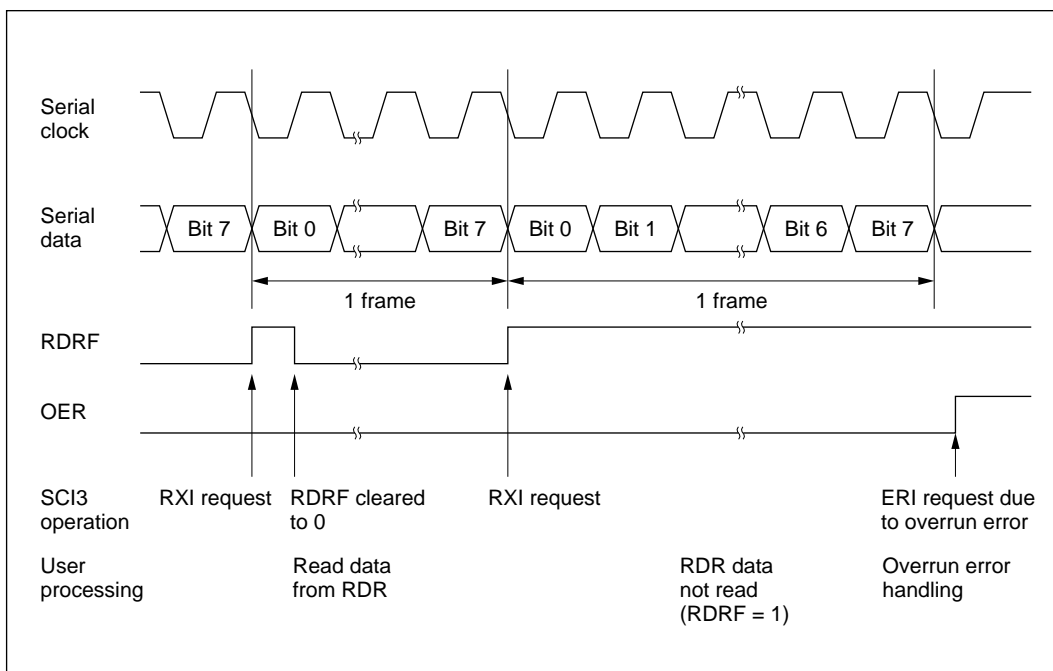 Serial
clock
Serial
data
Bit 7
Bit 0
Bit 7
Bit 0
Bit 1
Bit 6
Bit 7
1 frame
1 frame
RDRF
OER
SCI3
operation
RXI request
RDRF cleared
to 0
RXI request
ERI request due
to overrun error
User
processing
Read data
from RDR
RDR data
not read
(RDRF = 1)
Overrun error
handling